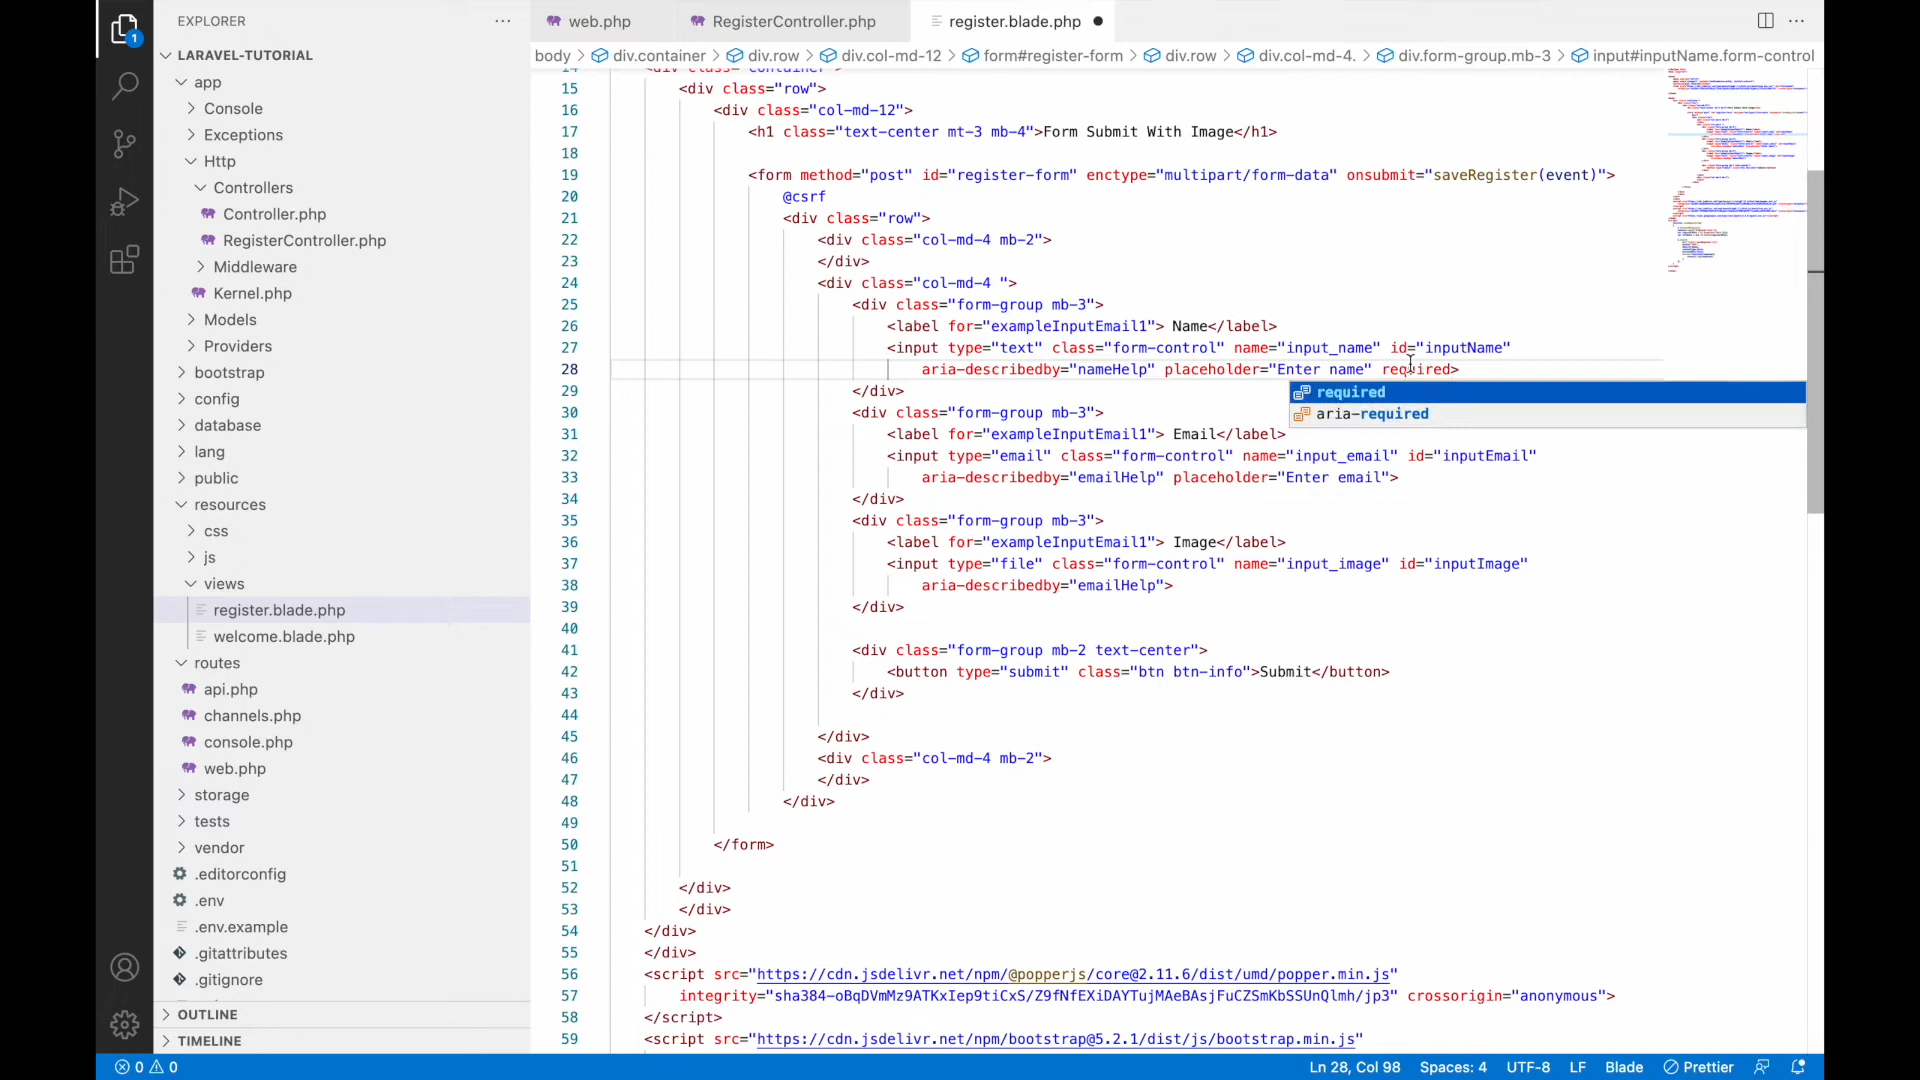 EXPLORER
1
LARAVEL-TUTORIAL
app
Console
Exceptions
Http
Controllers
Controller.php
RegisterController.php
Middleware
Kernel.php
Models
Providers
bootstrap
config
database
lang
public
resources
css
js
views
register.blade.php
welcome.blade.php
routes
api.php
channels.php
console.php
web.php
storage
tests
vendor
.editorconfig
.env
.env.example
.gitattributes
.gitignore
OUTLINE
TIMELINE
web.php RegisterController.php register.blade.php
body > div.container > div.row > div.col-md-12 > form#register-form > div.row > div.col-md-4. > div.form-group.mb-3 > input#inputName.form-control
14 <div class="container">
15 <div class="row">
16 <div class="col-md-12">
17 <h1 class="text-center mt-3 mb-4">Form Submit With Image</h1>
18
19 <form method="post" id="register-form" enctype="multipart/form-data" onsubmit="saveRegister(event)">
20 @csrf
21 <div class="row">
22 <div class="col-md-4 mb-2">
23 </div>
24 <div class="col-md-4 ">
25 <div class="form-group mb-3">
26 <label for="exampleInputEmail1"> Name</label>
27 <input type="text" class="form-control" name="input_name" id="inputName"
28 aria-describedby="nameHelp" placeholder="Enter name" required>
required
aria-required
29 </div>
30 <div class="form-group mb-3">
31 <label for="exampleInputEmail1"> Email</label>
32 <input type="email" class="form-control" name="input_email" id="inputEmail"
33 aria-describedby="emailHelp" placeholder="Enter email">
34 </div>
35 <div class="form-group mb-3">
36 <label for="exampleInputEmail1"> Image</label>
37 <input type="file" class="form-control" name="input_image" id="inputImage"
38 aria-describedby="emailHelp">
39 </div>
40
41 <div class="form-group mb-2 text-center">
42 <button type="submit" class="btn btn-info">Submit</button>
43 </div>
44
45 </div>
46 <div class="col-md-4 mb-2">
47 </div>
48 </div>
49
50 </form>
51
52 </div>
53 </div>
54 </div>
55 </div>
56 <script src="https://cdn.jsdelivr.net/npm/@popperjs/core@2.11.6/dist/umd/popper.min.js"
57 integrity="sha384-oBqDVmMz9ATKxIep9tiCxS/Z9fNfEXiDAYTujMAeBAsjFuCZSmKbSSUnQlmh/jp3" crossorigin="anonymous">
58 </script>
59 <script src="https://cdn.jsdelivr.net/npm/bootstrap@5.2.1/dist/js/bootstrap.min.js"
0 0
Ln 28, Col 98 Spaces: 4 UTF-8 LF Blade Prettier